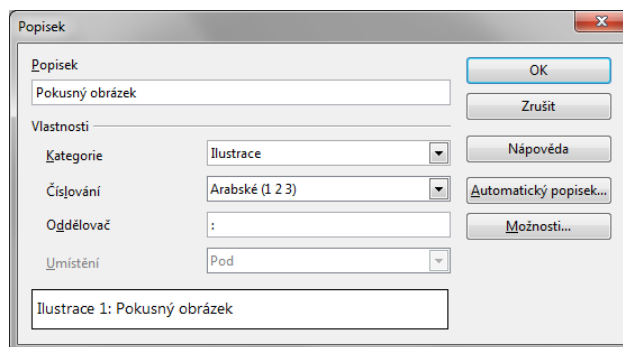 Popisek
Popisek
OK
Pokusný obrázek
Zrušit
Vlastnosti
Kategorie
Ilustrace
Nápověda
Číslování
Arabské (1 2 3)
Automatický popisek...
Oddělovač
:
Možnosti...
Umístění
Pod
Ilustrace 1: Pokusný obrázek